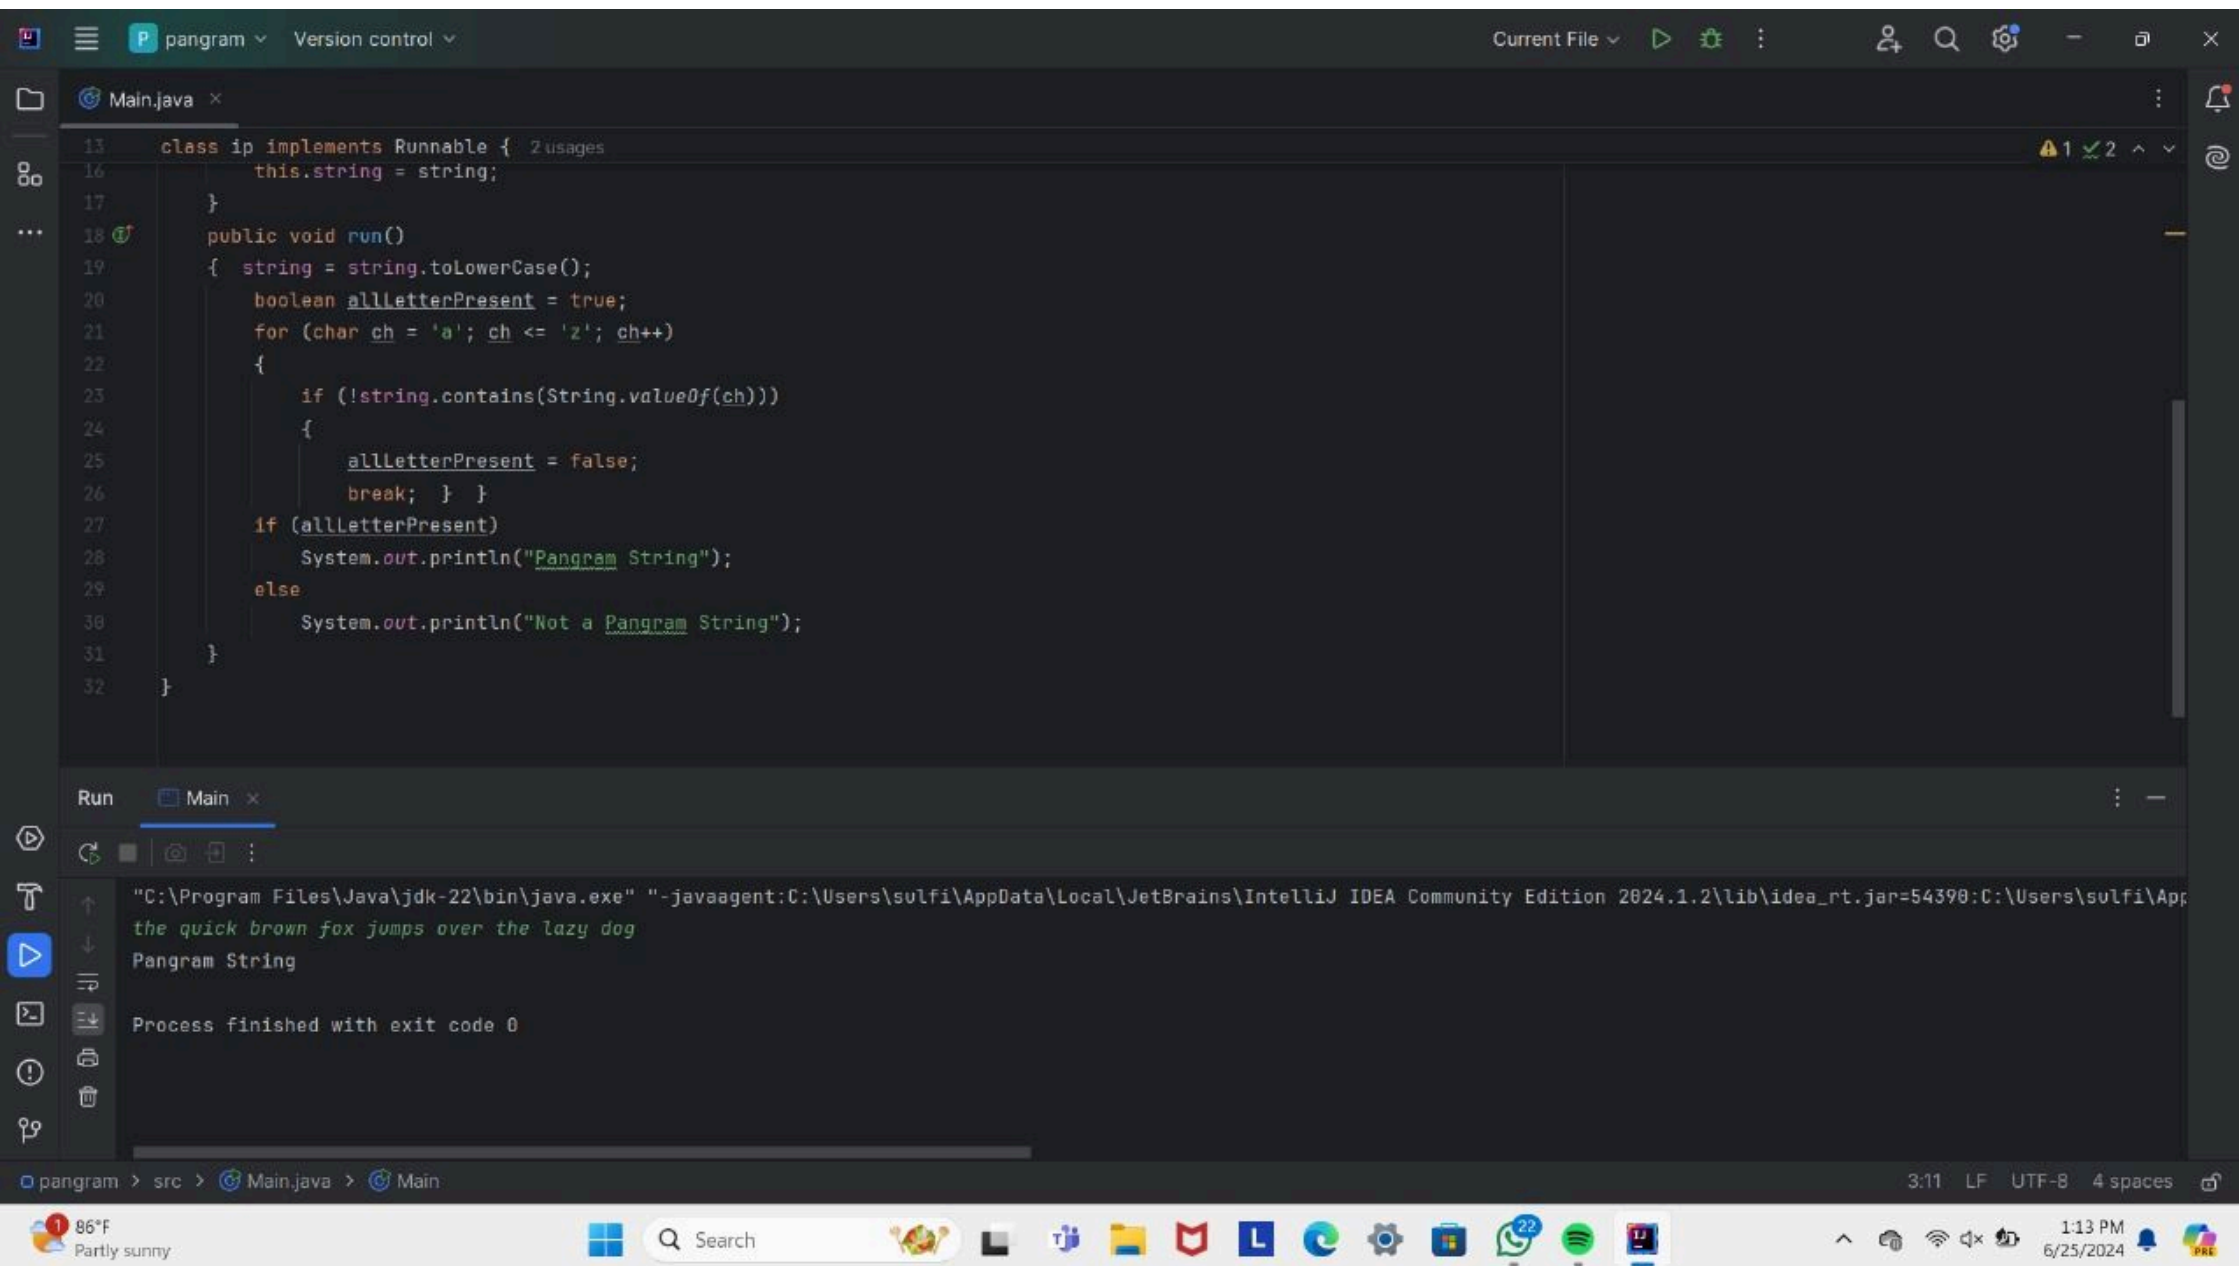 P pangram Version control Current File
Main.java
13 class ip implements Runnable { 2 usages 1 2
16 this.string = string;
17 }
18 public void run()
19 { string = string.toLowerCase();
20 boolean allLetterPresent = true;
21 for (char ch = 'a'; ch <= 'z'; ch++)
22 {
23 if (!string.contains(String.valueOf(ch)))
24 {
25 allLetterPresent = false;
26 break; } }
27 if (allLetterPresent)
28 System.out.println("Pangram String");
29 else
30 System.out.println("Not a Pangram String");
31 }
32 }
Run Main
"C:\Program Files\Java\jdk-22\bin\java.exe" "-javaagent:C:\Users\sulfi\AppData\Local\JetBrains\IntelliJ IDEA Community Edition 2024.1.2\lib\idea_rt.jar=54390:C:\Users\sulfi\App
the quick brown fox jumps over the lazy dog
Pangram String
Process finished with exit code 0
pangram > src > Main.java > Main 3:11 LF UTF-8 4 spaces
1 86°F
Partly sunny
Search
L
22
PRE
1:13 PM
6/25/2024